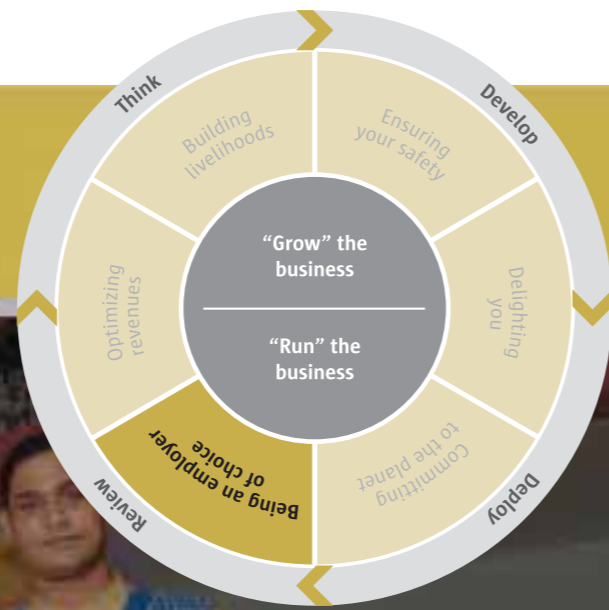 Think
Develop
Deploy
Review
Building
livelihoods
Ensuring
your safety
Delighting
you
Committing
to the planet
Being an employer
of choice
Optimizing
revenues
“Grow” the
business
“Run” the
business